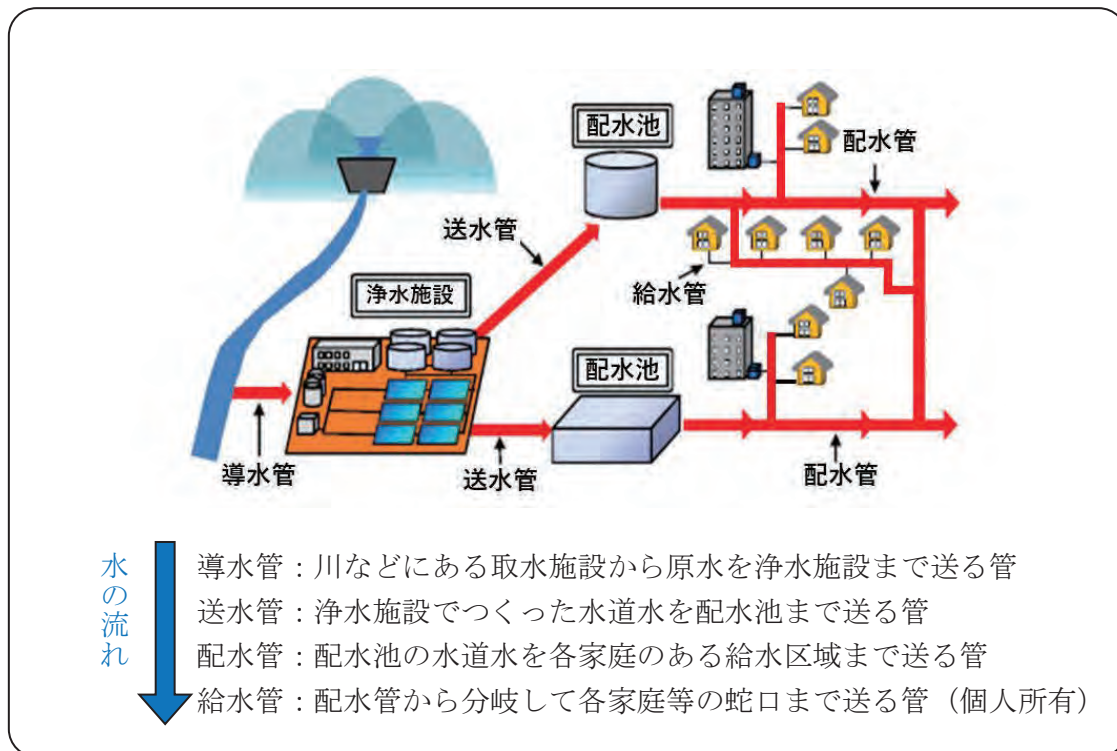 配水池
配水管
送水管
浄水施設
給水管
配水池
導水管
送水管
配水管
水の流れ
導水管：川などにある取水施設から原水を浄水施設まで送る管
送水管：浄水施設でつくった水道水を配水池まで送る管
配水管：配水池の水道水を各家庭のある給水区域まで送る管
給水管：配水管から分岐して各家庭等の蛇口まで送る管（個人所有）